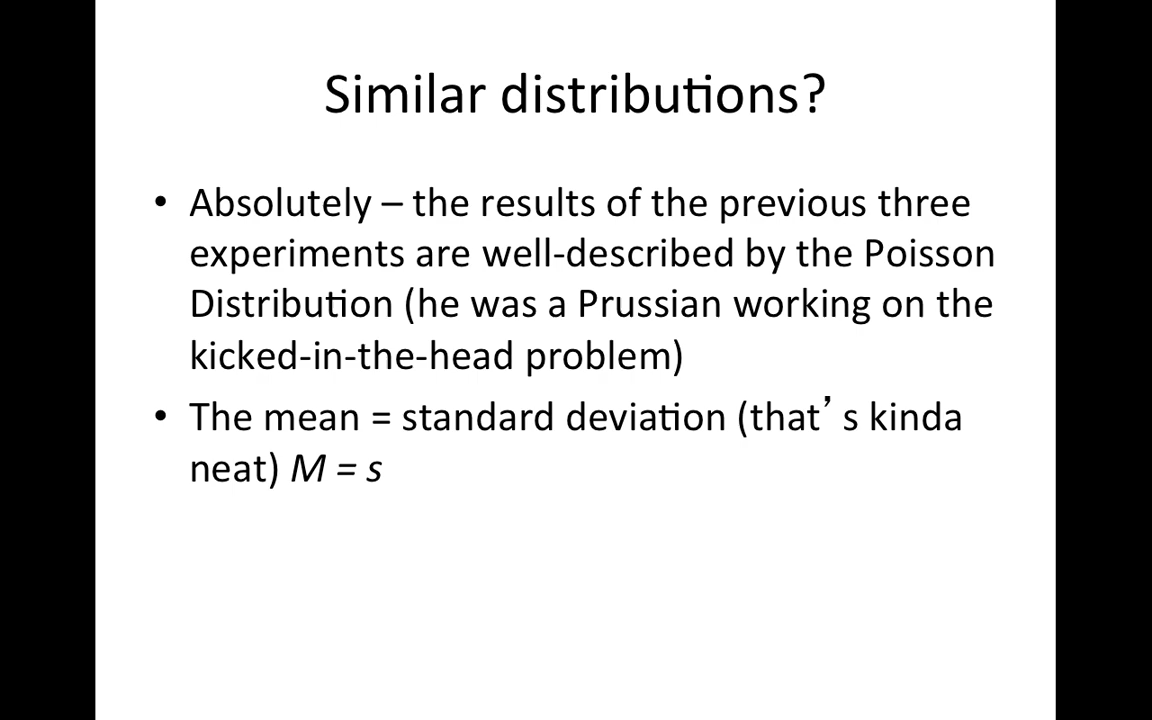 Similar distributions?
• Absolutely – the results of the previous three
experiments are well-described by the Poisson
Distribution (he was a Prussian working on the
kicked-in-the-head problem)
• The mean = standard deviation (that’s kinda
neat) M = s